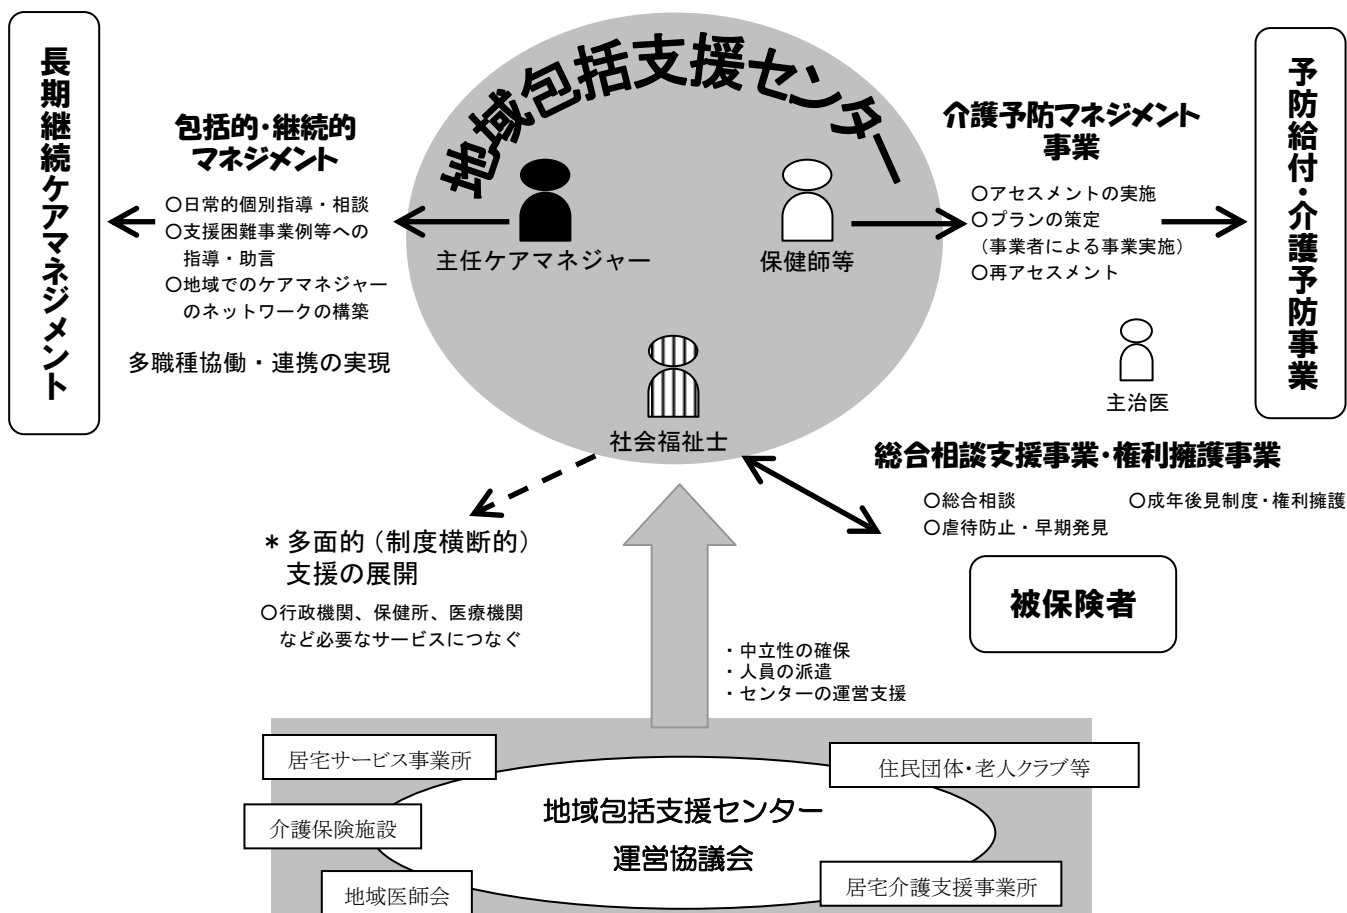 地域包括支援センター
長期継続ケアマネジメント
包括的・継続的
マネジメント
○日常的個別指導・相談
○支援困難事業例等への
指導・助言
○地域でのケアマネジャー
のネットワークの構築
多職種協働・連携の実現
主任ケアマネジャー
保健師等
社会福祉士
介護予防マネジメント
事業
○アセスメントの実施
○プランの策定
（事業者による事業実施）
○再アセスメント
予防給付・介護予防事業
主治医
総合相談支援事業・権利擁護事業
○総合相談
○成年後見制度・権利擁護
○虐待防止・早期発見
被保険者
＊多面的（制度横断的）
支援の展開
○行政機関、保健所、医療機関
など必要なサービスにつなぐ
・中立性の確保
・人員の派遣
・センターの運営支援
居宅サービス事業所
住民団体・老人クラブ等
介護保険施設
地域包括支援センター
運営協議会
地域医師会
居宅介護支援事業所